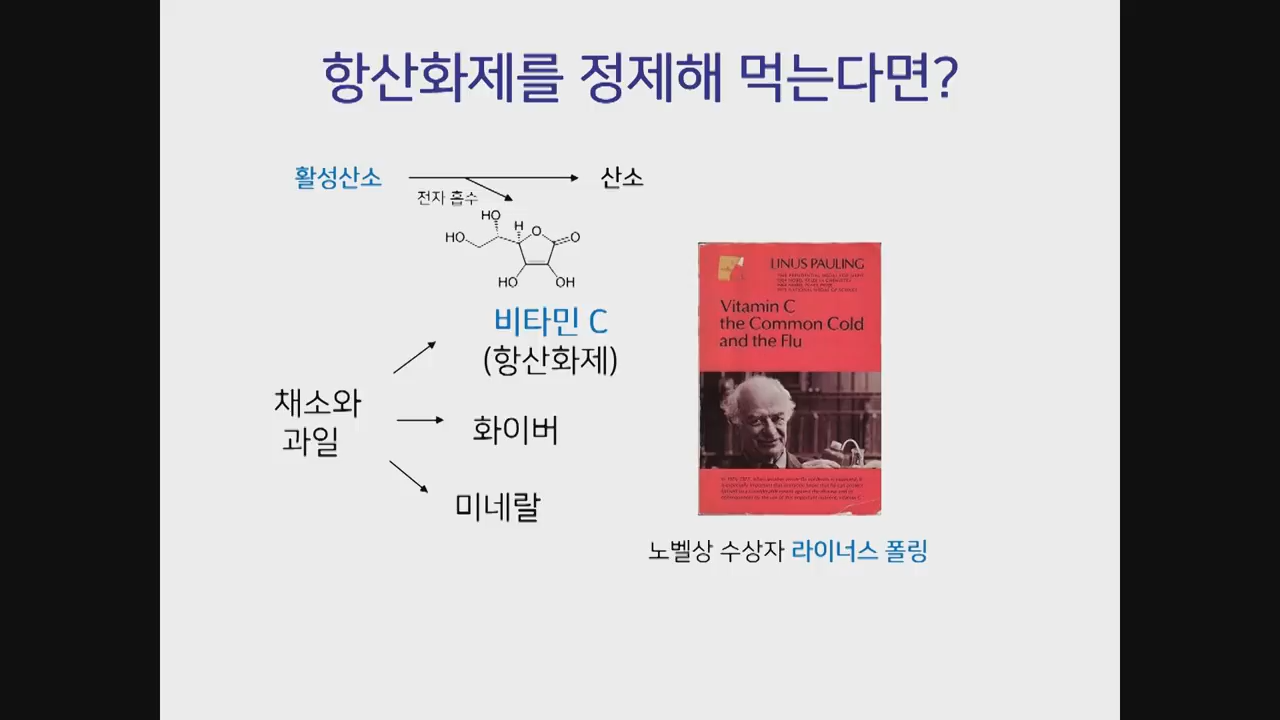 항산화제를 정제해 먹는다면?
활성산소
산소
전자 흡수
HO
H
O
HO
O
HO
OH
비타민 C
(항산화제)
채소와
과일
화이버
미네랄
LINUS PAULING
Vitamin C
the Common Cold
and the Flu
노벨상 수상자 라이너스 폴링